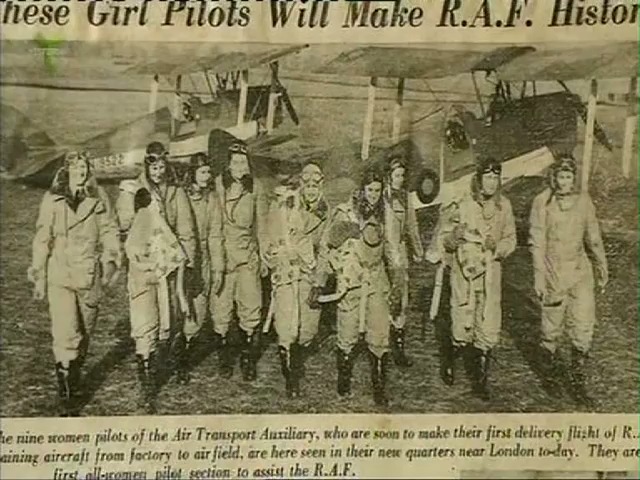 hese Girl Pilots Will Make R.A.F. Histor
he nine women pilots of the Air Transport Auxiliary, who are soon to make their first delivery flight of R..
aining aircraft from factory to airfield, are here seen in their new quarters near London to-day. They are
first all-women pilot section to assist the R.A.F.